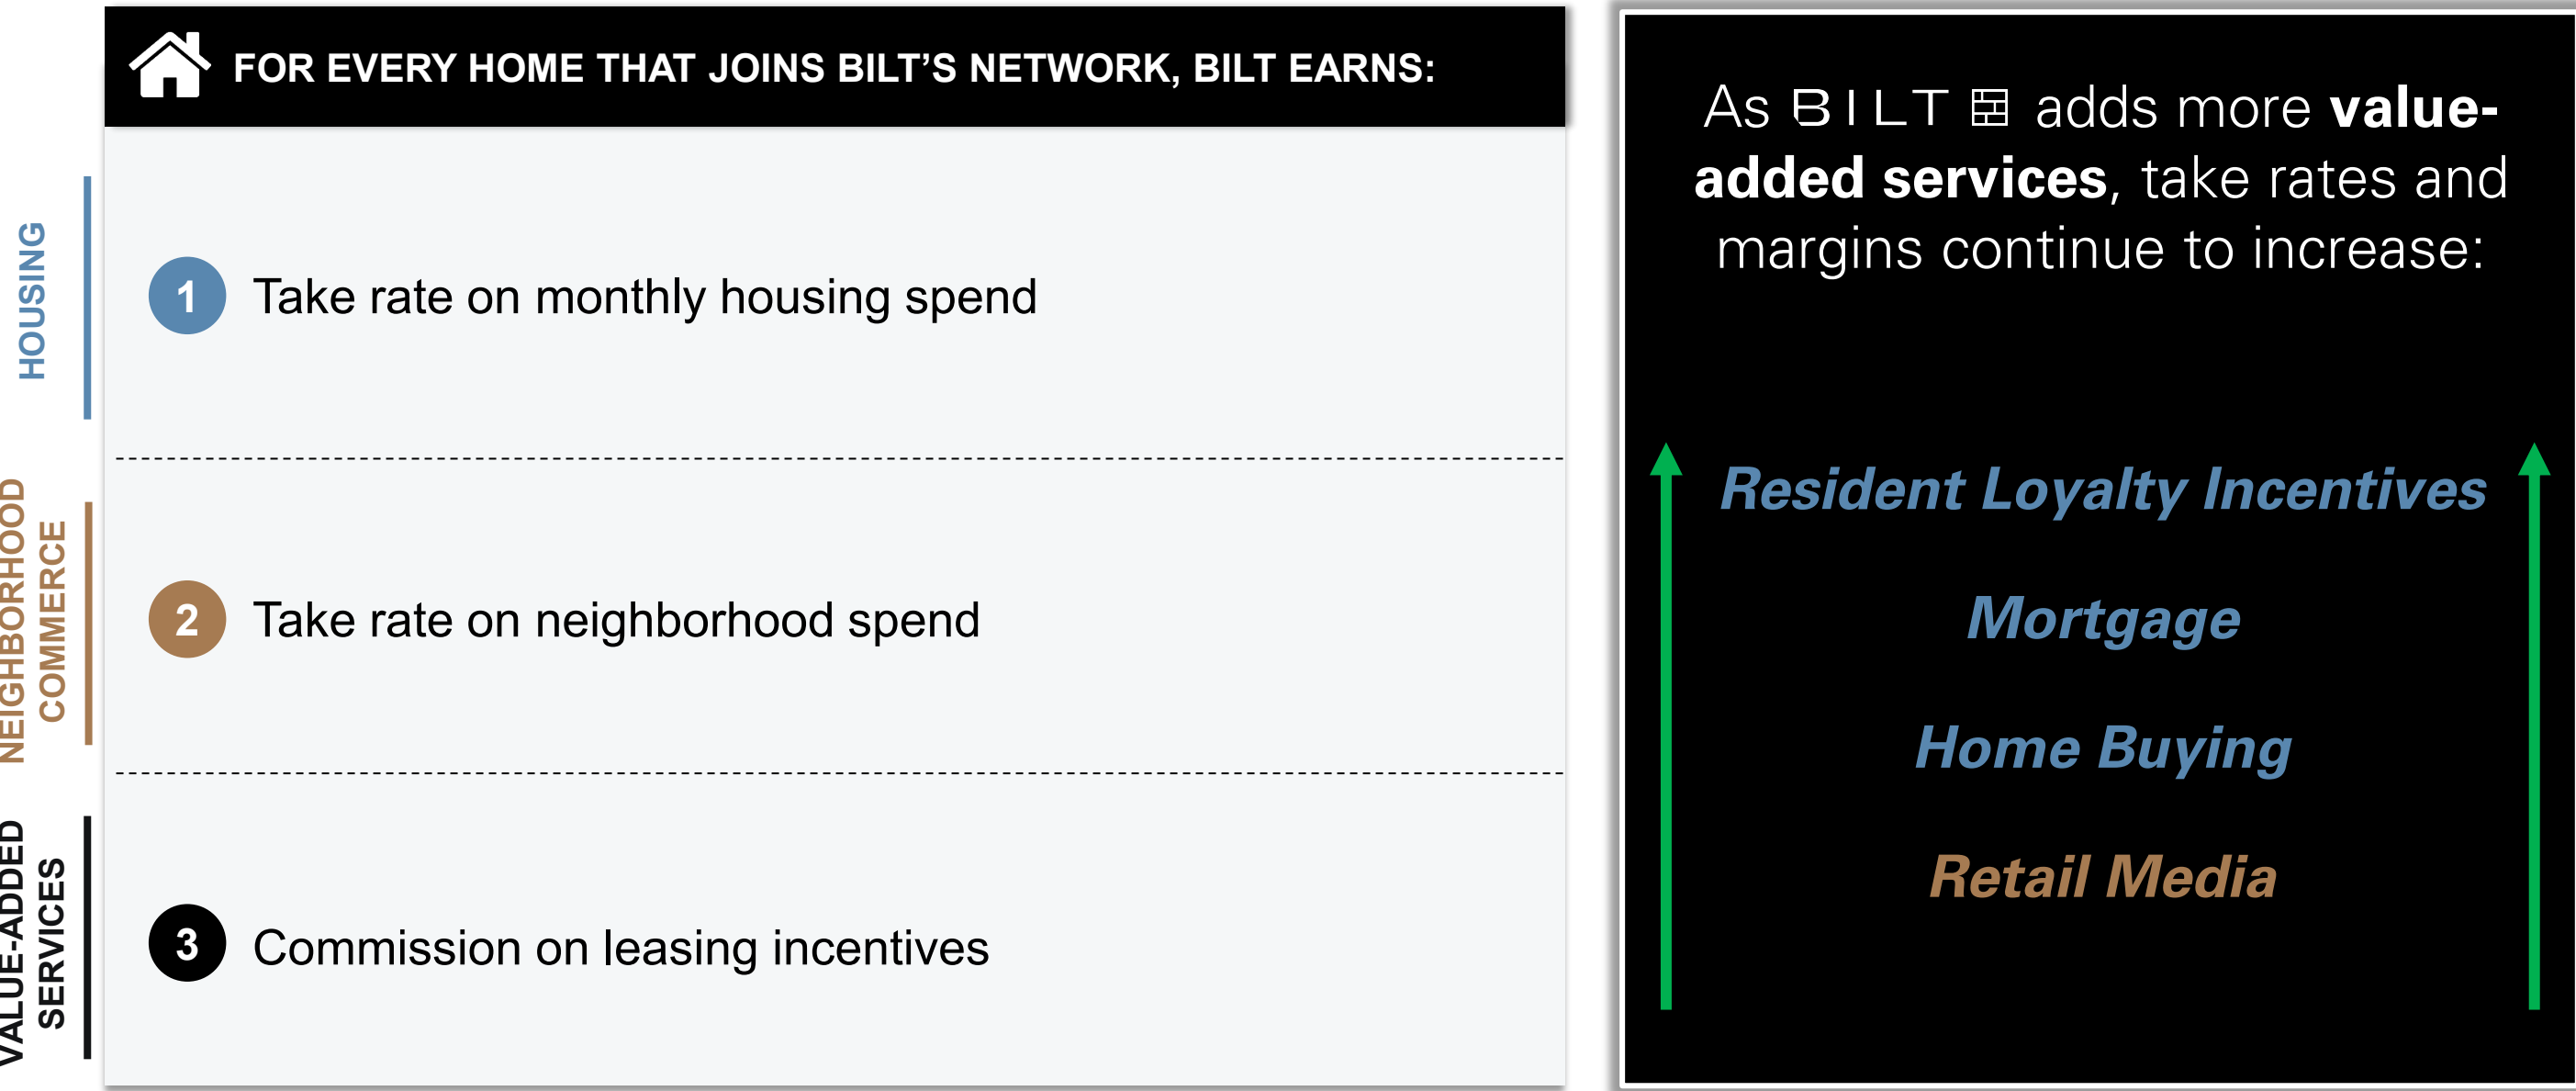 FOR EVERY HOME THAT JOINS BILT’S NETWORK, BILT EARNS:
HOUSING
1 Take rate on monthly housing spend
NEIGHBORHOOD
COMMERCE
2 Take rate on neighborhood spend
VALUE-ADDED
SERVICES
3 Commission on leasing incentives
As BILT adds more value-
added services, take rates and
margins continue to increase:
Resident Loyalty Incentives
Mortgage
Home Buying
Retail Media